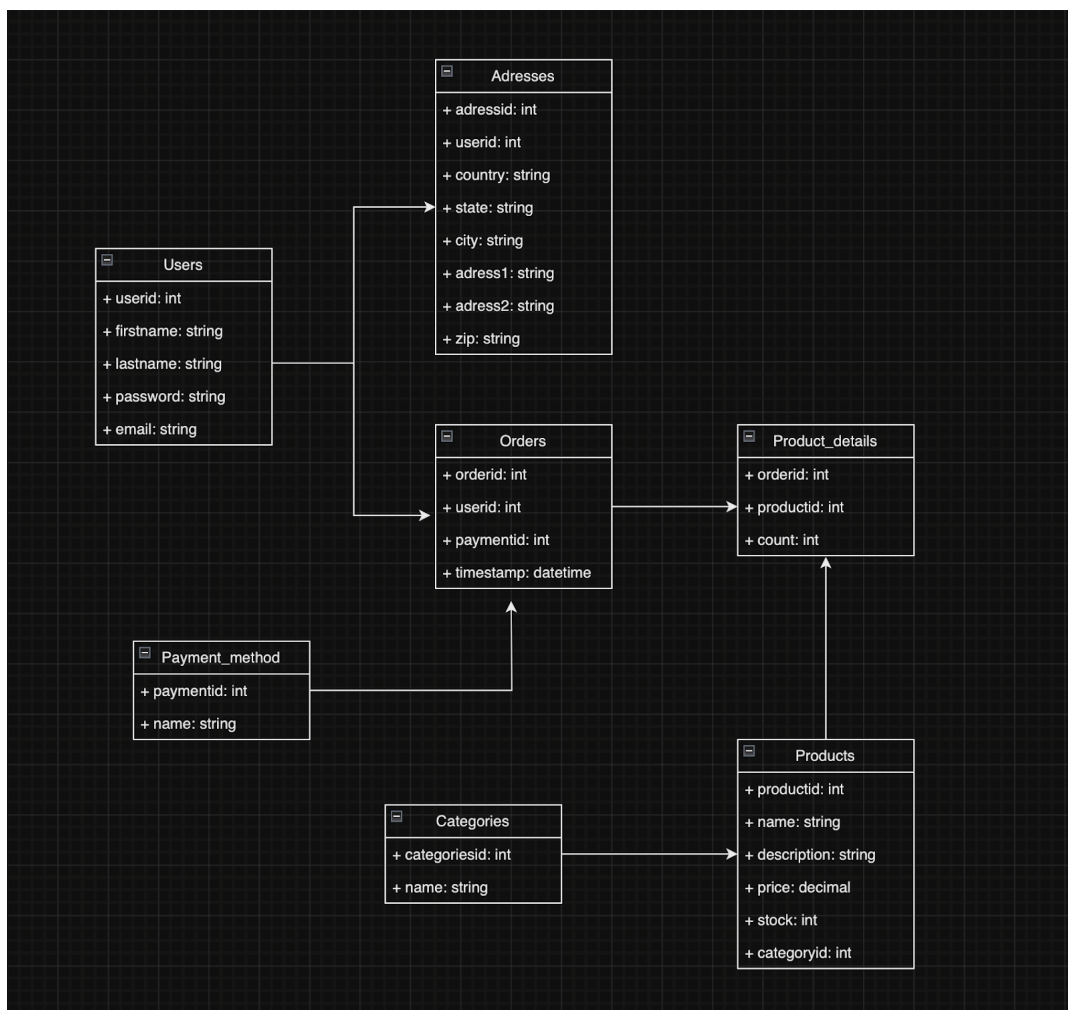 Adresses
+ adressid: int
+ userid: int
+ country: string
+ state: string
+ city: string
+ adress1: string
+ adress2: string
+ zip: string
Users
+ userid: int
+ firstname: string
+ lastname: string
+ password: string
+ email: string
Orders
+ orderid: int
+ userid: int
+ paymentid: int
+ timestamp: datetime
Product_details
+ orderid: int
+ productid: int
+ count: int
Payment_method
+ paymentid: int
+ name: string
Categories
+ categoriesid: int
+ name: string
Products
+ productid: int
+ name: string
+ description: string
+ price: decimal
+ stock: int
+ categoryid: int